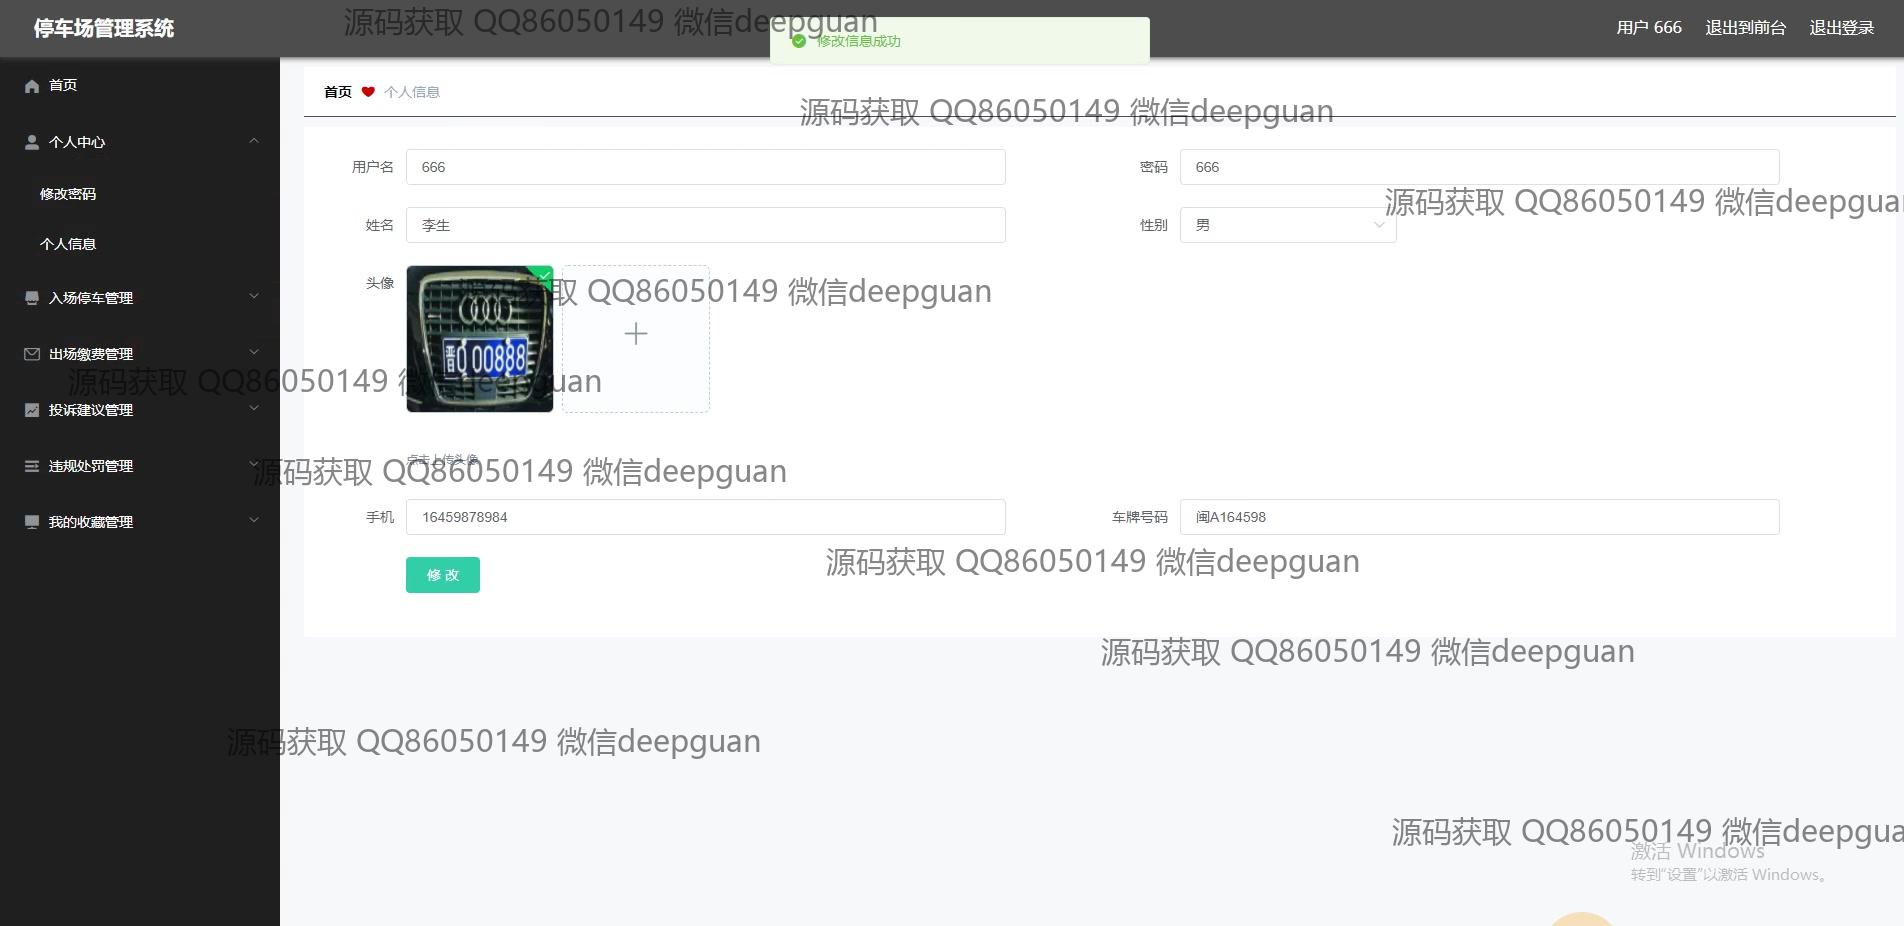 停车场管理系统
源码获取 QQ86050149 微信deepguan
修改信息成功
用户 666
退出到前台
退出登录
首页
个人中心
修改密码
个人信息
入场停车管理
出场缴费管理
投诉建议管理
违规处罚管理
我的收藏管理
首页 个人信息
源码获取 QQ86050149 微信deepguan
用户名 666
密码 666
源码获取 QQ86050149 微信deepgua
姓名 李生
性别 男
头像
晋O 00888
取 QQ86050149 微信deepguan
源码获取 QQ86050149 微信deepguan
点击上传头像
源码获取 QQ86050149 微信deepguan
手机 16459878984
车牌号码 闽A164598
源码获取 QQ86050149 微信deepguan
修改
源码获取 QQ86050149 微信deepguan
源码获取 QQ86050149 微信deepguan
源码获取 QQ86050149 微信deepgua
激活 Windows
转到“设置”以激活 Windows。